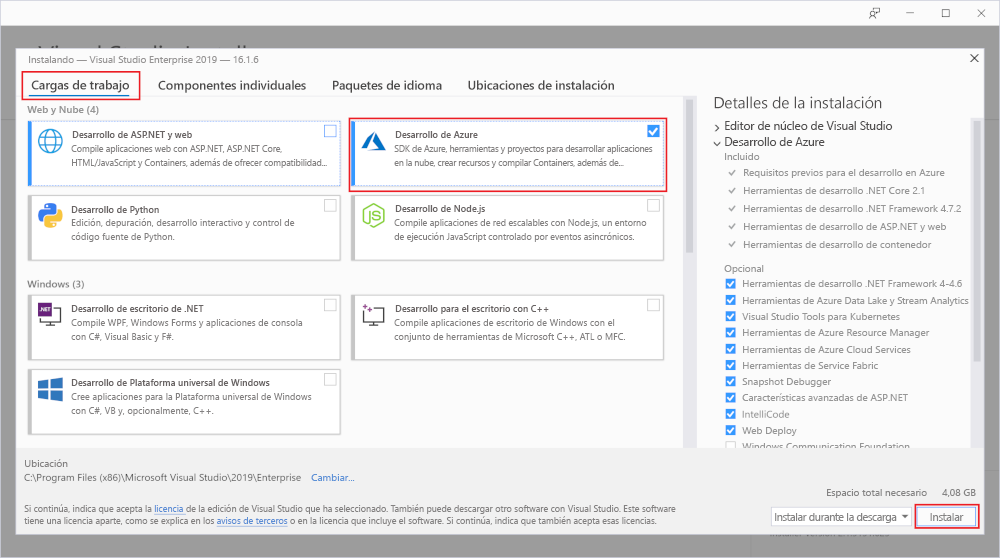 Instalando — Visual Studio Enterprise 2019 — 16.1.6
Cargas de trabajo
Componentes individuales
Paquetes de idioma
Ubicaciones de instalación
Web y Nube (4)
Desarrollo de ASP.NET y web
Compile aplicaciones web con ASP.NET, ASP.NET Core,
HTML/JavaScript y Containers, además de ofrecer compatibilidad...
Desarrollo de Azure
SDK de Azure, herramientas y proyectos para desarrollar aplicaciones
en la nube, crear recursos y compilar Containers, además de...
Desarrollo de Python
Edición, depuración, desarrollo interactivo y control de
código fuente de Python.
Desarrollo de Node.js
Compile aplicaciones de red escalables con Node.js, un entorno
de ejecución JavaScript controlado por eventos asincrónicos.
Windows (3)
.NET
Desarrollo de escritorio de .NET
Compile WPF, Windows Forms y aplicaciones de consola
con C#, Visual Basic y F#.
Desarrollo para el escritorio con C++
Compile aplicaciones de escritorio de Windows con el
conjunto de herramientas de Microsoft C++, ATL o MFC.
Desarrollo de Plataforma universal de Windows
Cree aplicaciones para la Plataforma universal de Windows
con C#, VB y, opcionalmente, C++.
Detalles de la instalación
Editor de núcleo de Visual Studio
Desarrollo de Azure
Incluido
Requisitos previos para el desarrollo en Azure
Herramientas de desarrollo .NET Core 2.1
Herramientas de desarrollo .NET Framework 4.7.2
Herramientas de desarrollo de ASP.NET y web
Herramientas de desarrollo de contenedor
Opcional
Herramientas de desarrollo .NET Framework 4-4.6
Herramientas de Azure Data Lake y Stream Analytics
Visual Studio Tools para Kubernetes
Herramientas de Azure Resource Manager
Herramientas de Azure Cloud Services
Herramientas de Service Fabric
Snapshot Debugger
Características avanzadas de ASP.NET
IntelliCode
Web Deploy
Windows Communication Foundation
Ubicación
C:\Program Files (x86)\Microsoft Visual Studio\2019\Enterprise
Cambiar...
Espacio total necesario 4,08 GB
Si continúa, indica que acepta la licencia de la edición de Visual Studio que ha seleccionado. También puede descargar otro software con Visual Studio. Este software
tiene una licencia aparte, como se explica en los avisos de terceros o en la licencia que incluye el software. Si continúa, indica que también acepta esas licencias.
Instalar durante la descarga
Instalar